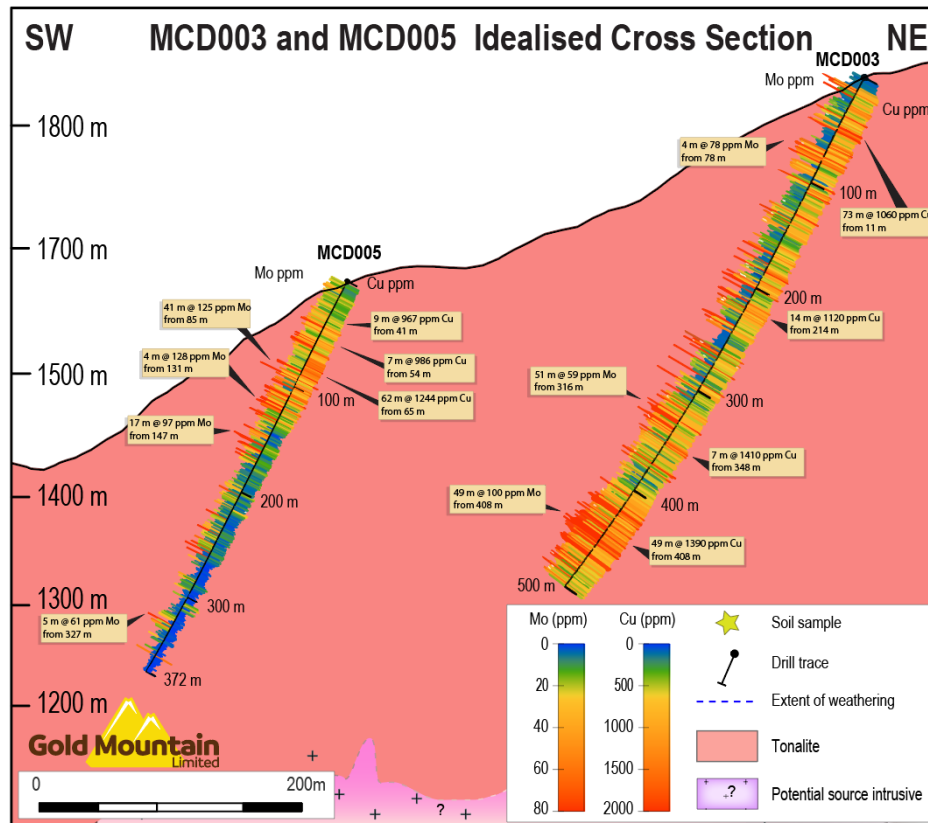 SW MCD003 and MCD005 Idealised Cross Section NE
MCD003
Mo ppm
Cu ppm
1800 m
4 m @ 78 ppm Mo
from 78 m
100 m
73 m @ 1060 ppm Cu
from 11 m
1700 m
MCD005
Mo ppm
Cu ppm
200 m
41 m @ 125 ppm Mo
from 85 m
9 m @ 967 ppm Cu
from 41 m
14 m @ 1120 ppm Cu
from 214 m
4 m @ 128 ppm Mo
from 131 m
7 m @ 986 ppm Cu
from 54 m
1500 m
51 m @ 59 ppm Mo
from 316 m
100 m
62 m @ 1244 ppm Cu
from 65 m
300 m
17 m @ 97 ppm Mo
from 147 m
7 m @ 1410 ppm Cu
from 348 m
1400 m
200 m
49 m @ 100 ppm Mo
from 408 m
400 m
49 m @ 1390 ppm Cu
from 408 m
500 m
1300 m
300 m
5 m @ 61 ppm Mo
from 327 m
372 m
1200 m
Mo (ppm) Cu (ppm)
0 0
20 500
40 1000
60 1500
80 2000
Soil sample
Drill trace
Extent of weathering
Tonalite
? Potential source intrusive
Gold Mountain
Limited
0 200m
?